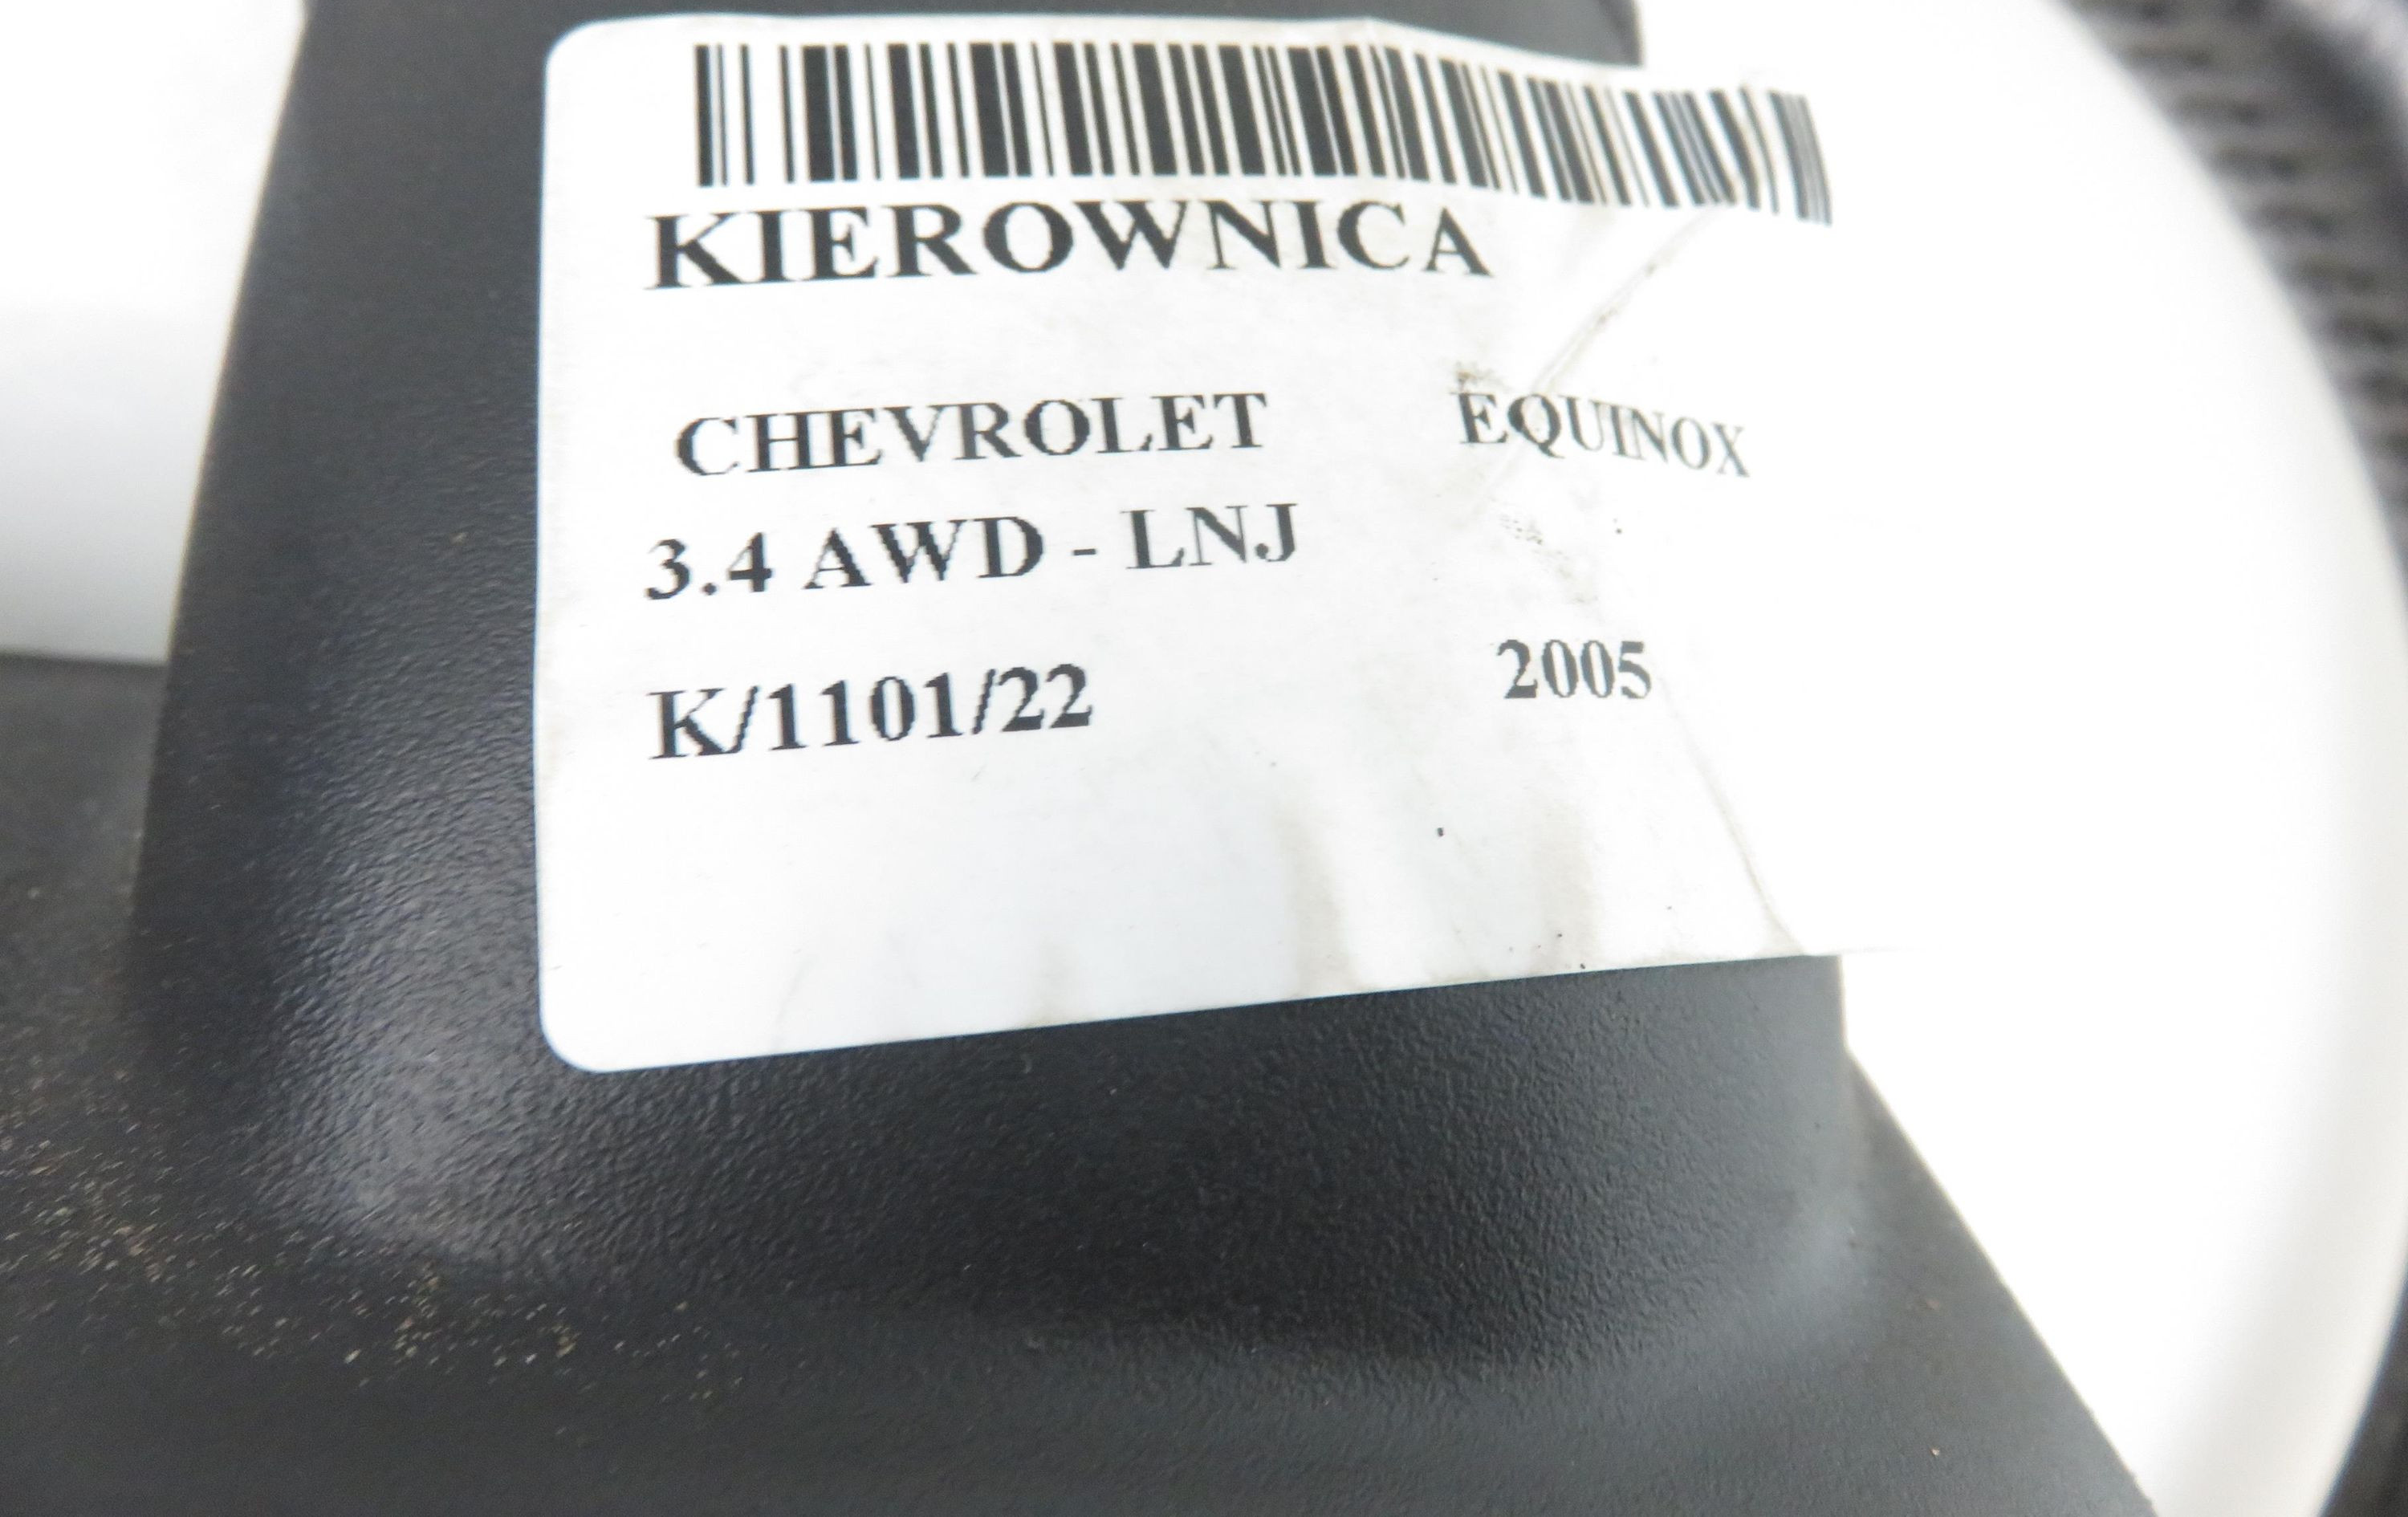 KIEROWNICA
CHEVROLET EQUINOX
3.4 AWD - LNJ
K/1101/22 2005